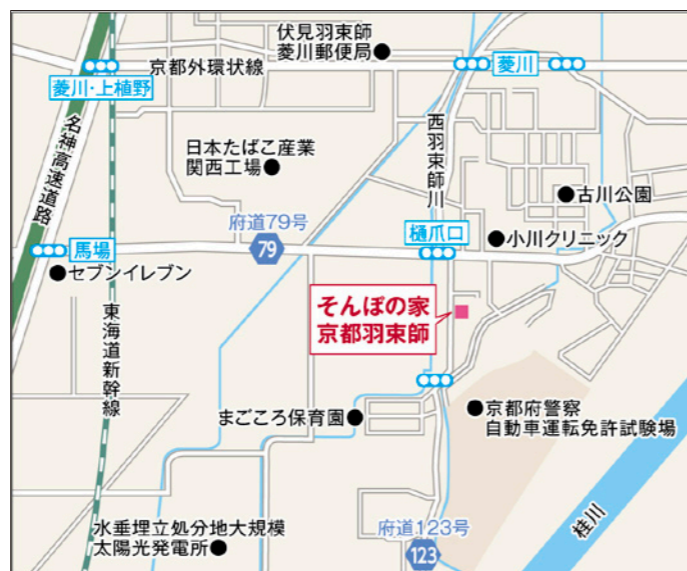 伏見羽束師
菱川郵便局
京都外環状線
菱川
菱川・上植野
名神高速道路
西羽束師川
日本たばこ産業
関西工場
古川公園
府道79号
79
馬場
樋爪口
小川クリニック
セブンイレブン
そんぽの家
京都羽束師
東海道新幹線
まごころ保育園
京都府警察
自動車運転免許試験場
水垂埋立処分地大規模
太陽光発電所
府道123号
123
桂川